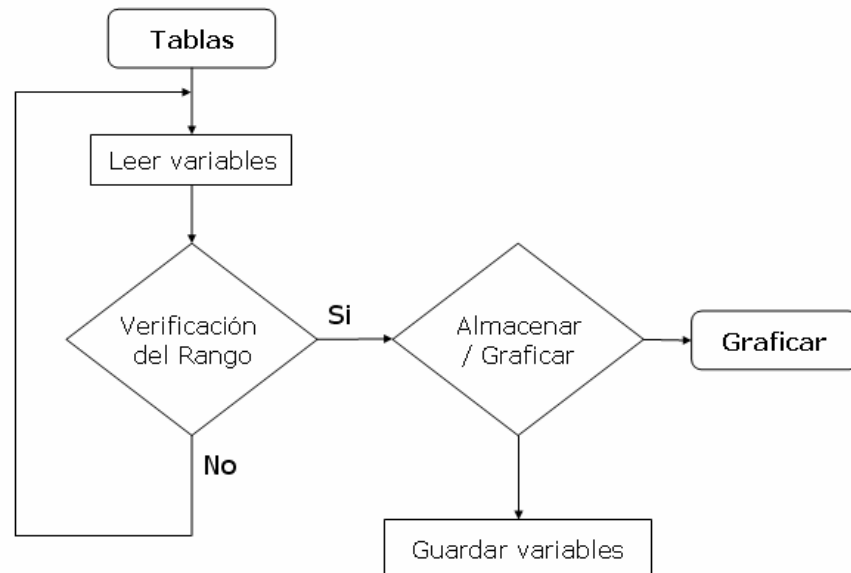 Tablas
Leer variables
Verificación
del Rango
Si
No
Almacenar
/ Graficar
Graficar
Guardar variables